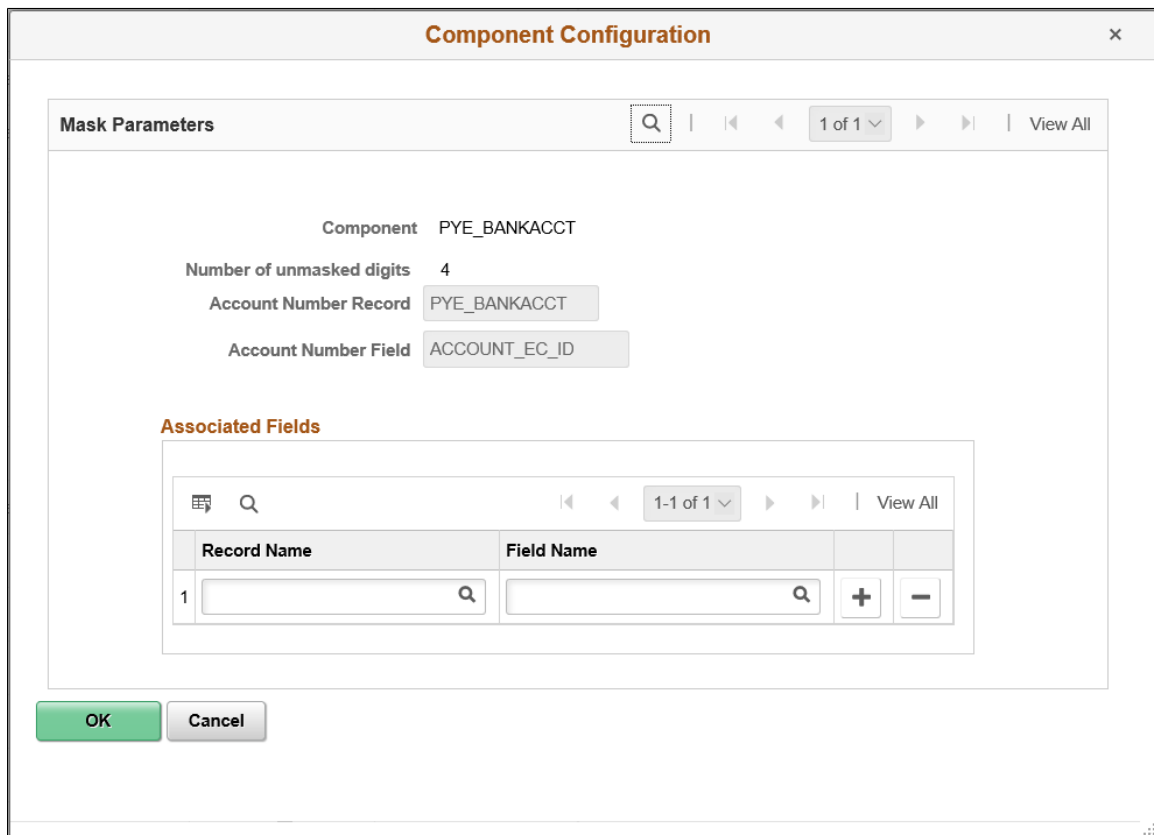 Component Configuration ×
Mask Parameters | 1 of 1 | View All
Component PYE_BANKACCT
Number of unmasked digits 4
Account Number Record PYE_BANKACCT
Account Number Field ACCOUNT_EC_ID
Associated Fields
1-1 of 1 | View All
Record Name Field Name
1
OK Cancel